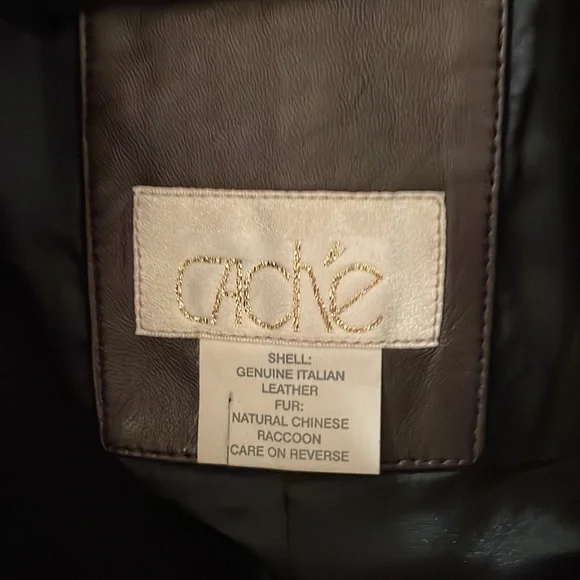 caché
SHELL:
GENUINE ITALIAN
LEATHER
FUR:
NATURAL CHINESE
RACCOON
CARE ON REVERSE